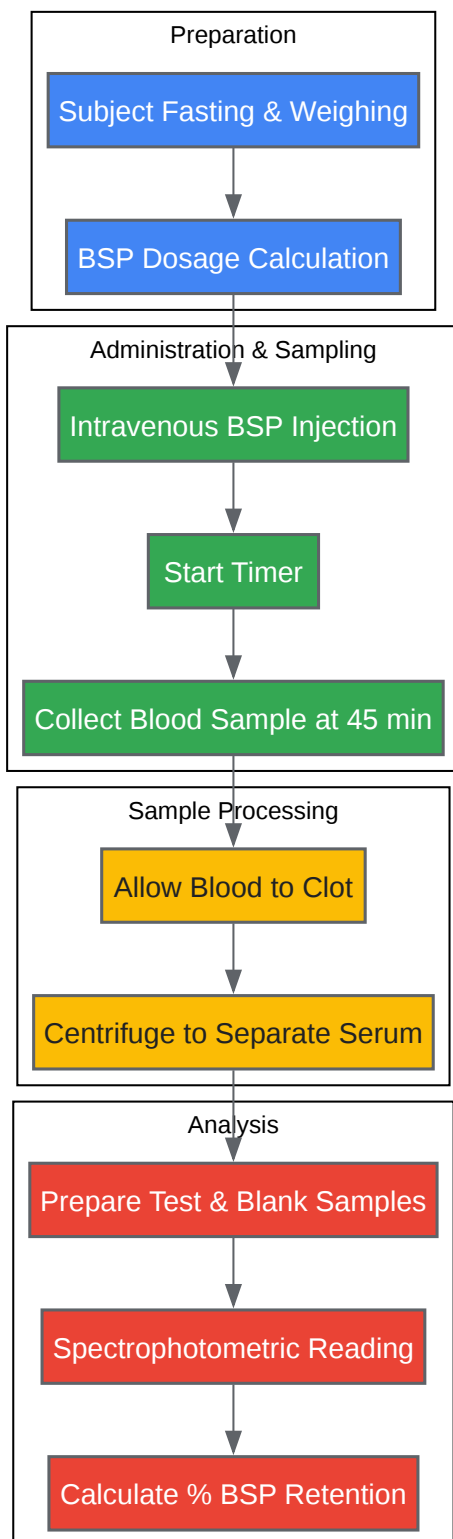 Preparation
Subject Fasting & Weighing
BSP Dosage Calculation
Administration & Sampling
Intravenous BSP Injection
Start Timer
Collect Blood Sample at 45 min
Sample Processing
Allow Blood to Clot
Centrifuge to Separate Serum
Analysis
Prepare Test & Blank Samples
Spectrophotometric Reading
Calculate % BSP Retention